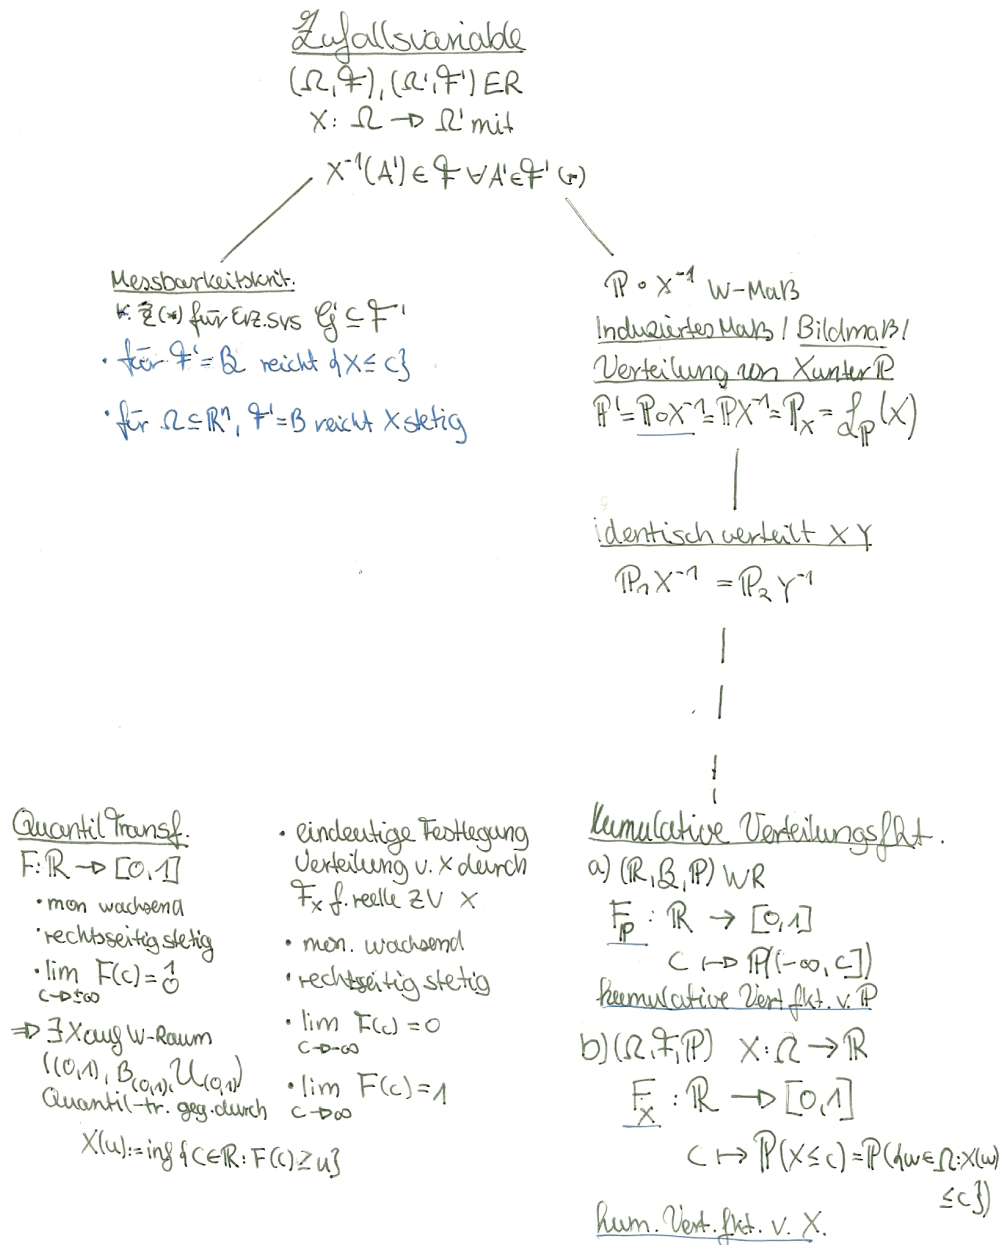 Zufallsvariable
(Ω,𝓕), (Ω',𝓕') ER
X: Ω → Ω' mit
X⁻¹(A') ∈ 𝓕 ∀A'∈𝓕' (*)
Messbarkeitskrit.
(*) für Erz.sys 𝒢' ⊆ 𝓕'
· für 𝓕'=𝓑 reicht {X≤c}
· für Ω⊆ℝⁿ, 𝓕'=𝓑 reicht X stetig
ℙ∘X⁻¹ W-Maß
Induziertes Maß / Bildmaß /
Verteilung von X unter ℙ
ℙ'=ℙ∘X⁻¹=ℙX⁻¹=ℙ_X=𝓛_ℙ(X)
identisch verteilt X Y
ℙ₁X⁻¹ = ℙ₂Y⁻¹
Quantil Transf.
F: ℝ → [0,1]
· mon wachsend
· rechtsseitig stetig
· lim F(c) = 1 0
c→±∞
⇒ ∃X auf W-Raum
((0,1), 𝓑_(0,1), 𝒰_(0,1))
Quantil-tr. geg. durch
X(u):=inf{c∈ℝ: F(c)≥u}
· eindeutige Festlegung
Verteilung v. X durch
F_X f. reelle ZV X
· mon. wachsend
· rechtsseitig stetig
· lim F(c) = 0
c→-∞
· lim F(c) = 1
c→∞
kumulative Verteilungsfkt.
a) (ℝ,𝓑,ℙ) WR
F_ℙ : ℝ → [0,1]
c ↦ ℙ((-∞,c])
kumulative Vert.fkt. v. ℙ
b) (Ω,𝓕,ℙ) X: Ω → ℝ
F_X : ℝ → [0,1]
c ↦ ℙ(X≤c)=ℙ({w∈Ω: X(w)
≤c})
kum. Vert.fkt. v. X.